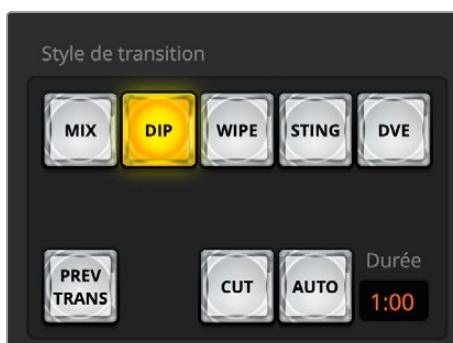 Style de transition
MIX DIP WIPE STING DVE
PREV
TRANS
CUT AUTO
Durée
1:00